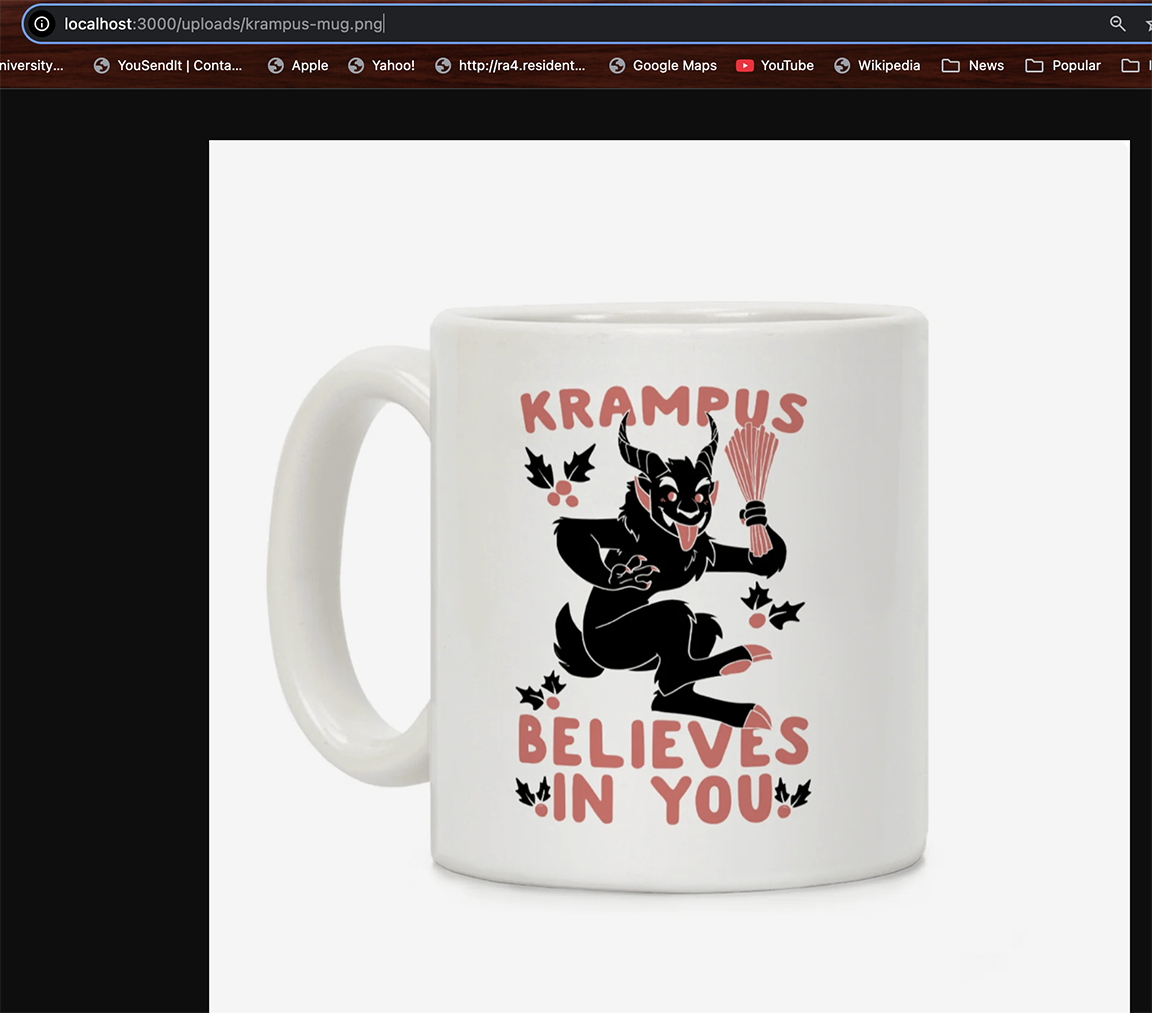 localhost:3000/uploads/krampus-mug.png
niversity... YouSendIt | Conta... Apple Yahoo! http://ra4.resident... Google Maps YouTube Wikipedia News Popular
KRAMPUS
BELIEVES
IN YOU